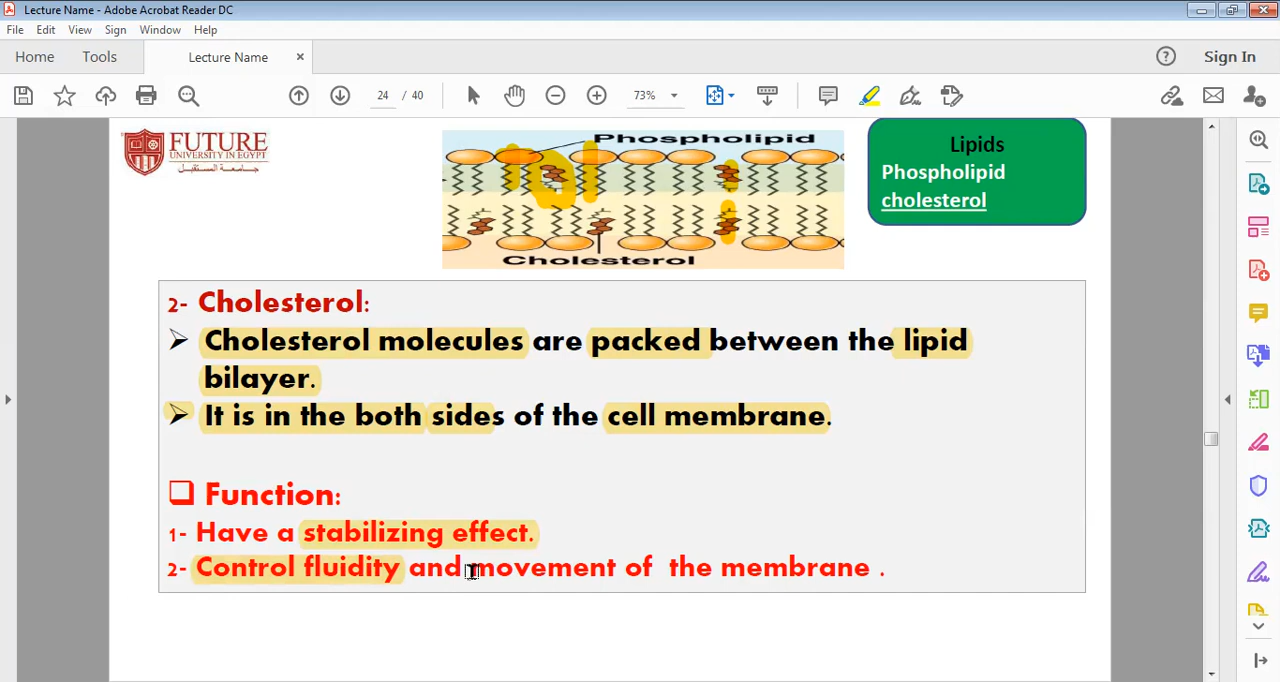 Lecture Name - Adobe Acrobat Reader DC
File Edit View Sign Window Help
Home Tools Lecture Name × Sign In
24 / 40 73%
FUTURE
UNIVERSITY IN EGYPT
جامعة المستقبل
Phospholipid
Cholesterol
Lipids
Phospholipid
cholesterol
2- Cholesterol:
➢ Cholesterol molecules are packed between the lipid
bilayer.
➢ It is in the both sides of the cell membrane.
❑ Function:
1- Have a stabilizing effect.
2- Control fluidity and movement of the membrane .